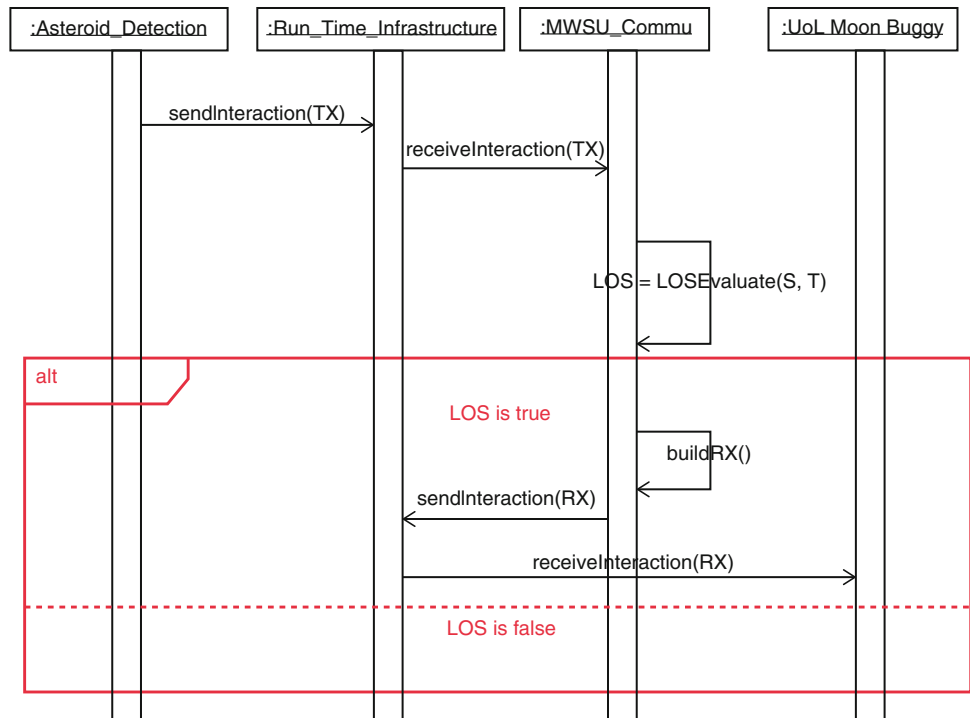 :Asteroid_Detection
:Run_Time_Infrastructure
:MWSU_Commu
:UoL Moon Buggy
sendInteraction(TX)
receiveInteraction(TX)
LOS = LOSEvaluate(S, T)
alt
LOS is true
buildRX()
sendInteraction(RX)
receiveInteraction(RX)
LOS is false